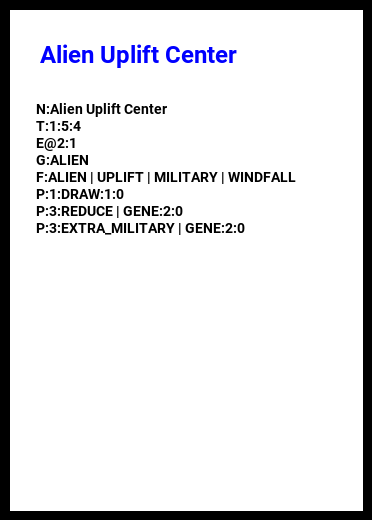 Alien Uplift Center
N:Alien Uplift Center
T:1:5:4
E@2:1
G:ALIEN
F:ALIEN | UPLIFT | MILITARY | WINDFALL
P:1:DRAW:1:0
P:3:REDUCE | GENE:2:0
P:3:EXTRA_MILITARY | GENE:2:0